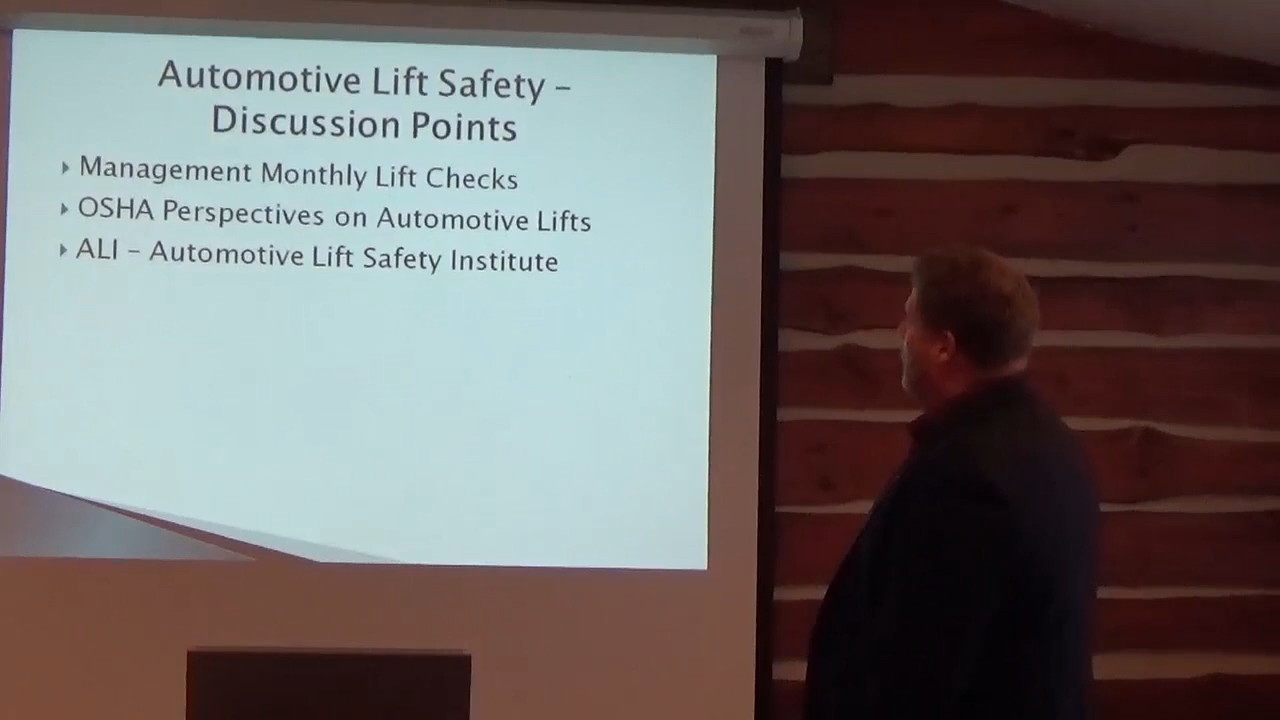 Automotive Lift Safety –
Discussion Points
Management Monthly Lift Checks
OSHA Perspectives on Automotive Lifts
ALI – Automotive Lift Safety Institute